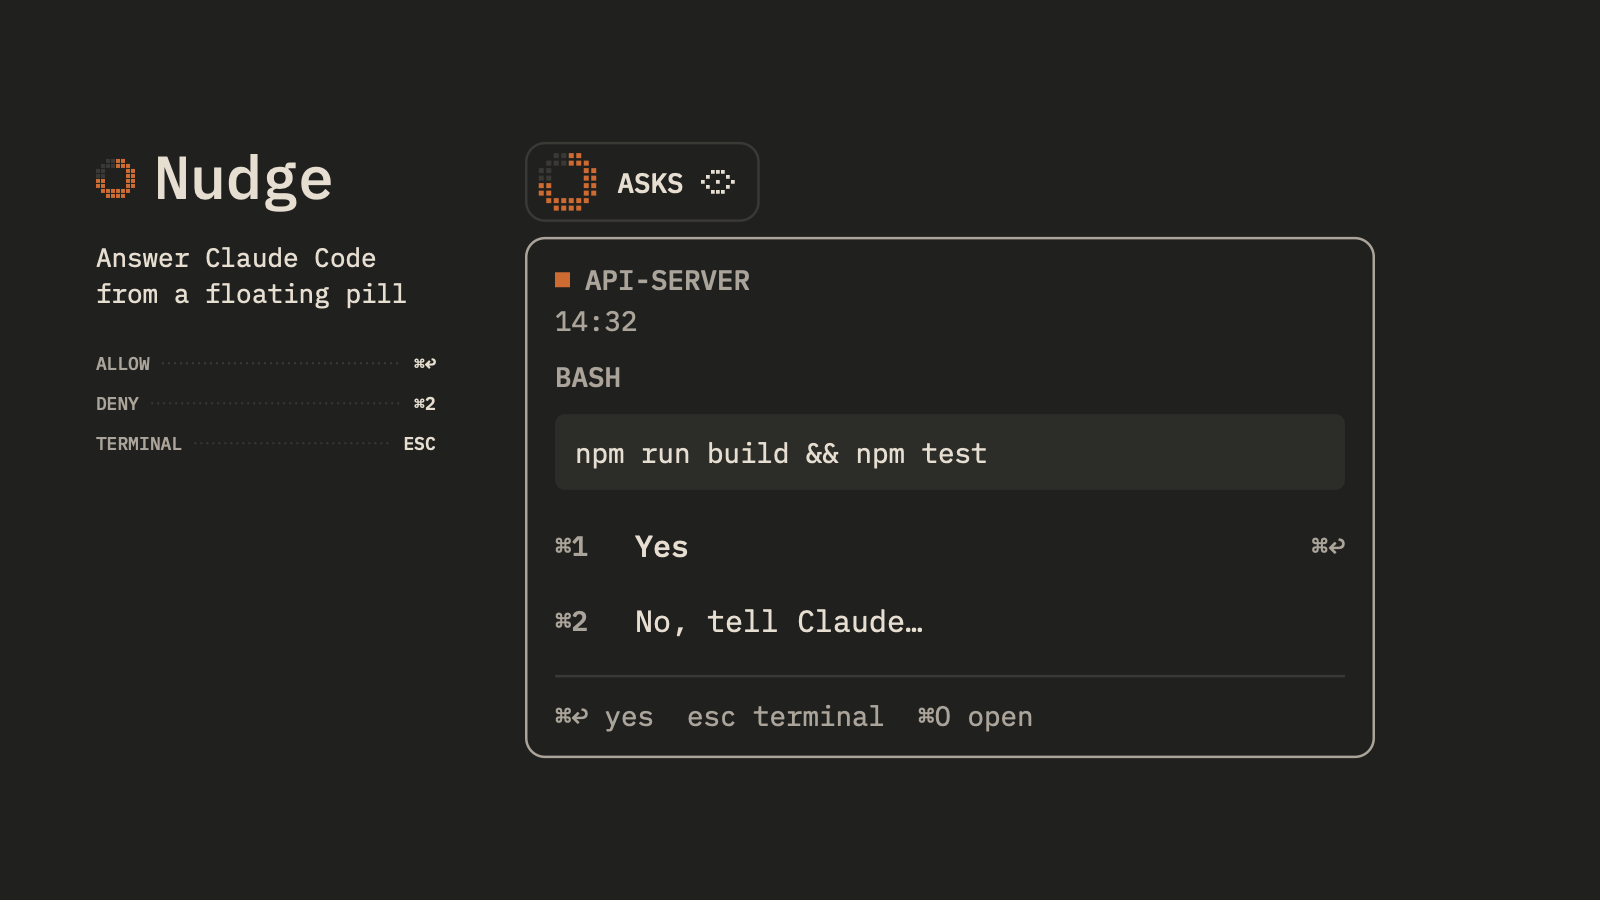 Nudge
Answer Claude Code
from a floating pill
ALLOW ⌘↩
DENY ⌘2
TERMINAL ESC
ASKS
API-SERVER
14:32
BASH
npm run build && npm test
⌘1 Yes ⌘↩
⌘2 No, tell Claude…
⌘↩ yes esc terminal ⌘O open